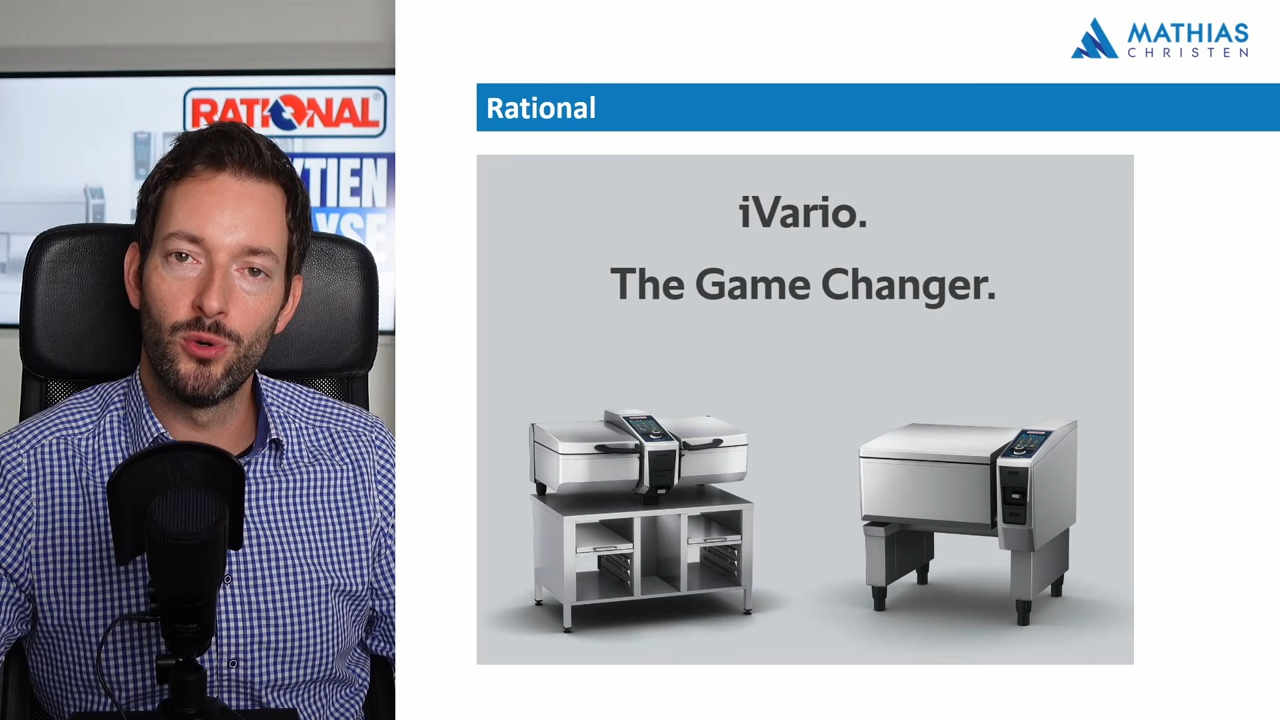 MATHIAS
CHRISTEN
RATIONAL®
Rational
iVario.
The Game Changer.